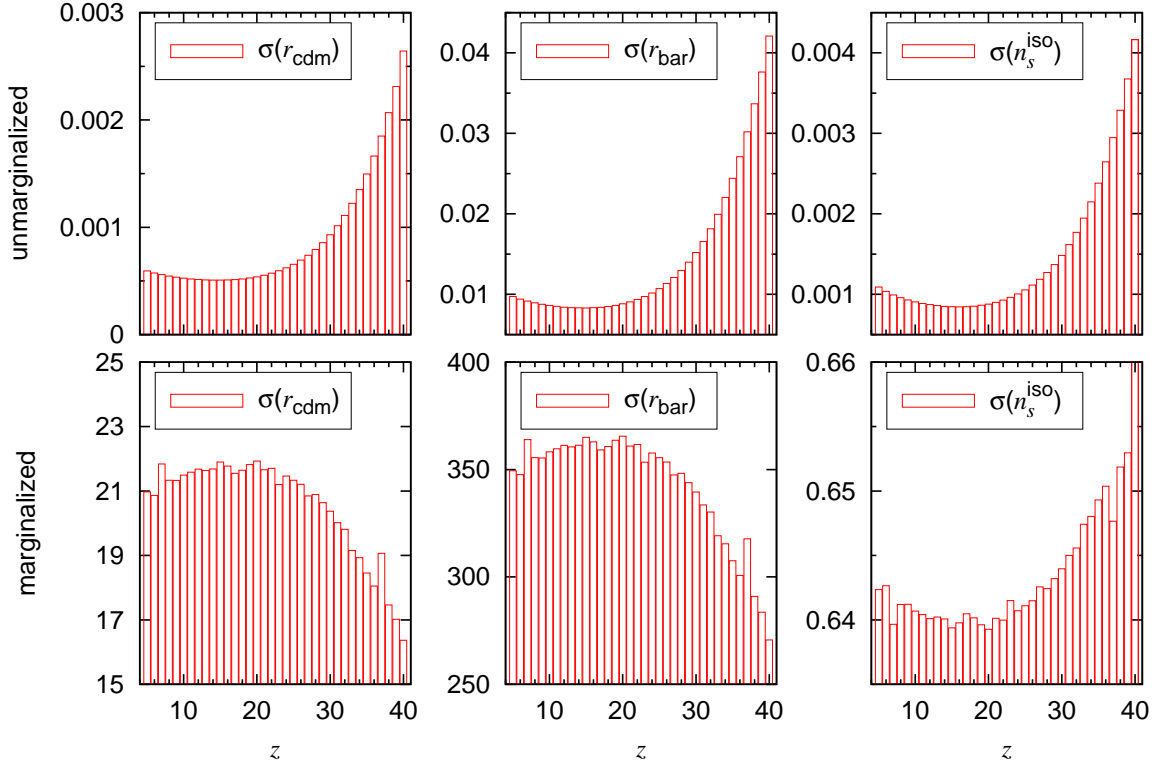 unmarginalized
0.003
0.002
0.001
0
σ(r_cdm)
0.04
0.03
0.02
0.01
σ(r_bar)
0.004
0.003
0.002
0.001
σ(n_s^iso)
marginalized
25
23
21
19
17
15
σ(r_cdm)
10 20 30 40
z
400
350
300
250
σ(r_bar)
10 20 30 40
z
0.66
0.65
0.64
σ(n_s^iso)
10 20 30 40
z